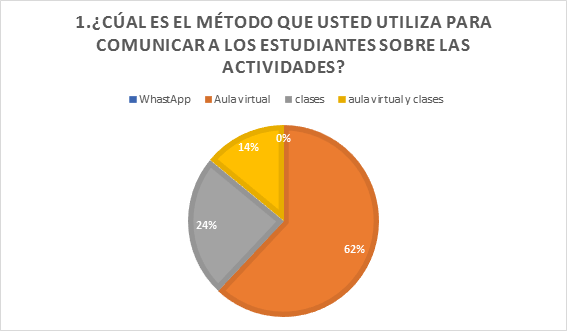 1.¿CÚAL ES EL MÉTODO QUE USTED UTILIZA PARA
COMUNICAR A LOS ESTUDIANTES SOBRE LAS
ACTIVIDADES?
WhastApp Aula virtual clases aula virtual y clases
0%
14%
24%
62%